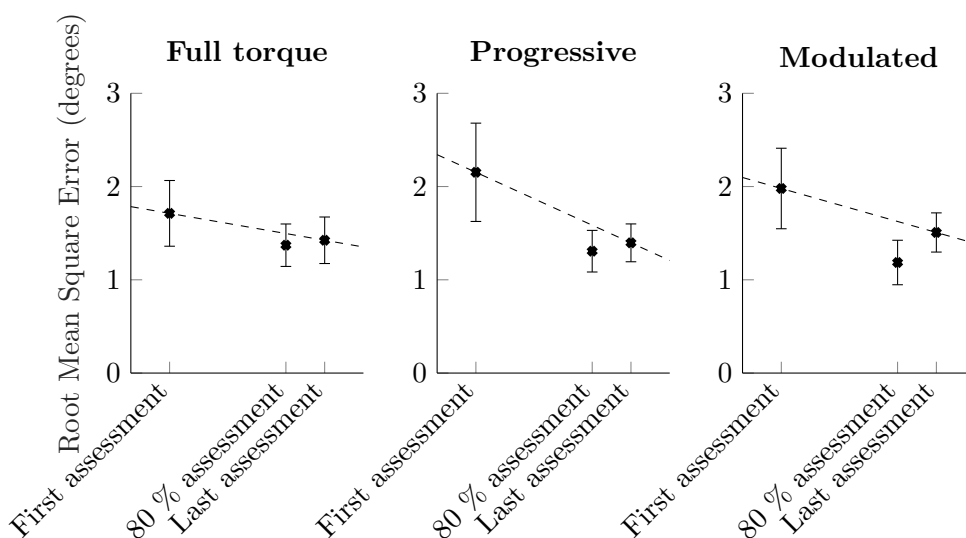 Root Mean Square Error (degrees)
Full torque
3
2
1
0
First assessment
80 % assessment
Last assessment
Progressive
3
2
1
0
First assessment
80 % assessment
Last assessment
Modulated
3
2
1
0
First assessment
80 % assessment
Last assessment